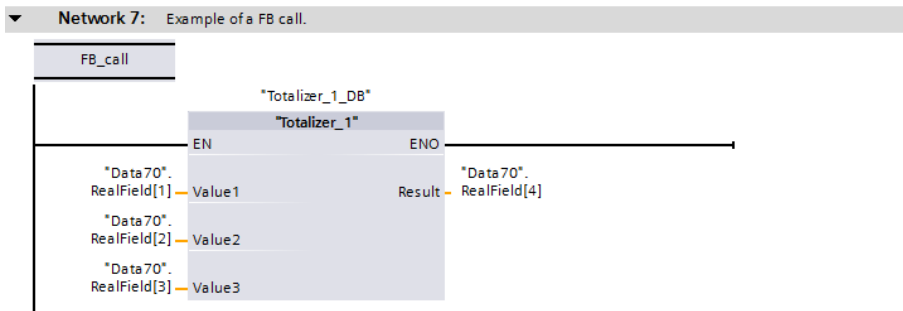 Network 7: Example of a FB call.
FB_call
"Totalizer_1_DB"
"Totalizer_1"
EN ENO
"Data70". "Data70".
RealField[1] Value1 Result RealField[4]
"Data70".
RealField[2] Value2
"Data70".
RealField[3] Value3